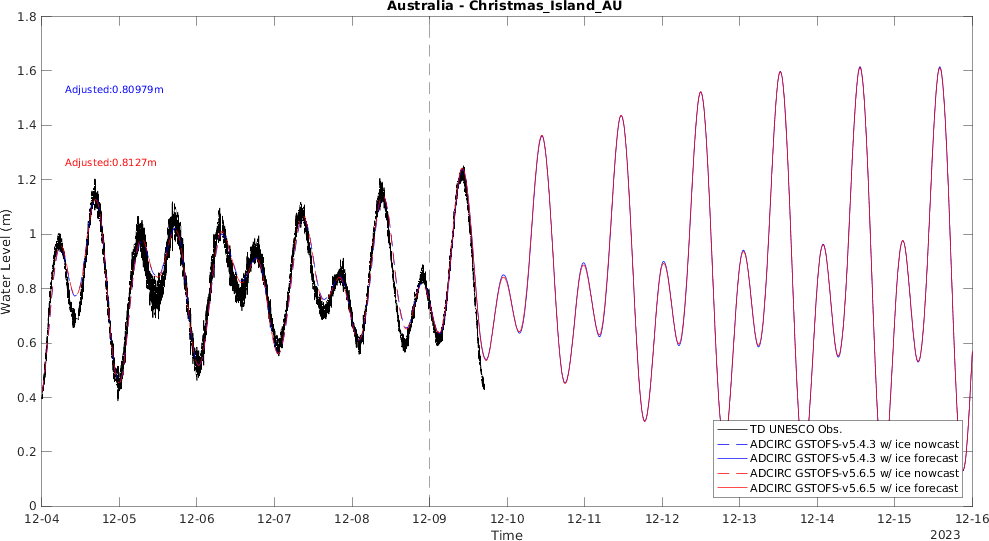 Australia - Christmas_Island_AU
1.8
1.6
1.4
1.2
1
0.8
0.6
0.4
0.2
0
Water Level (m)
Adjusted:0.80979m
Adjusted:0.8127m
TD UNESCO Obs.
ADCIRC GSTOFS-v5.4.3 w/ ice nowcast
ADCIRC GSTOFS-v5.4.3 w/ ice forecast
ADCIRC GSTOFS-v5.6.5 w/ ice nowcast
ADCIRC GSTOFS-v5.6.5 w/ ice forecast
12-04 12-05 12-06 12-07 12-08 12-09 12-10 12-11 12-12 12-13 12-14 12-15 12-16
Time
2023